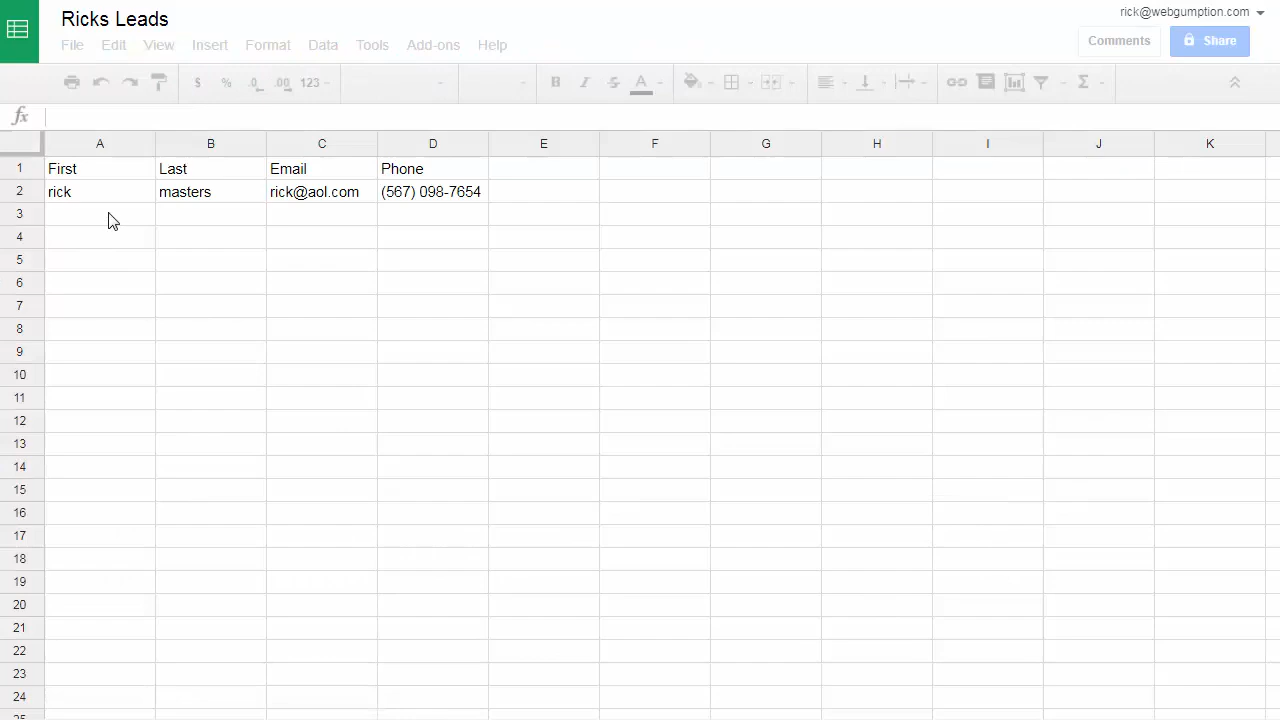 Ricks Leads
rick@webgumption.com
File Edit View Insert Format Data Tools Add-ons Help
Comments Share
$ % .0 .00 123 B I S A Σ
fx
A B C D E F G H I J K
1 First Last Email Phone
2 rick masters rick@aol.com (567) 098-7654
3
4
5
6
7
8
9
10
11
12
13
14
15
16
17
18
19
20
21
22
23
24
25